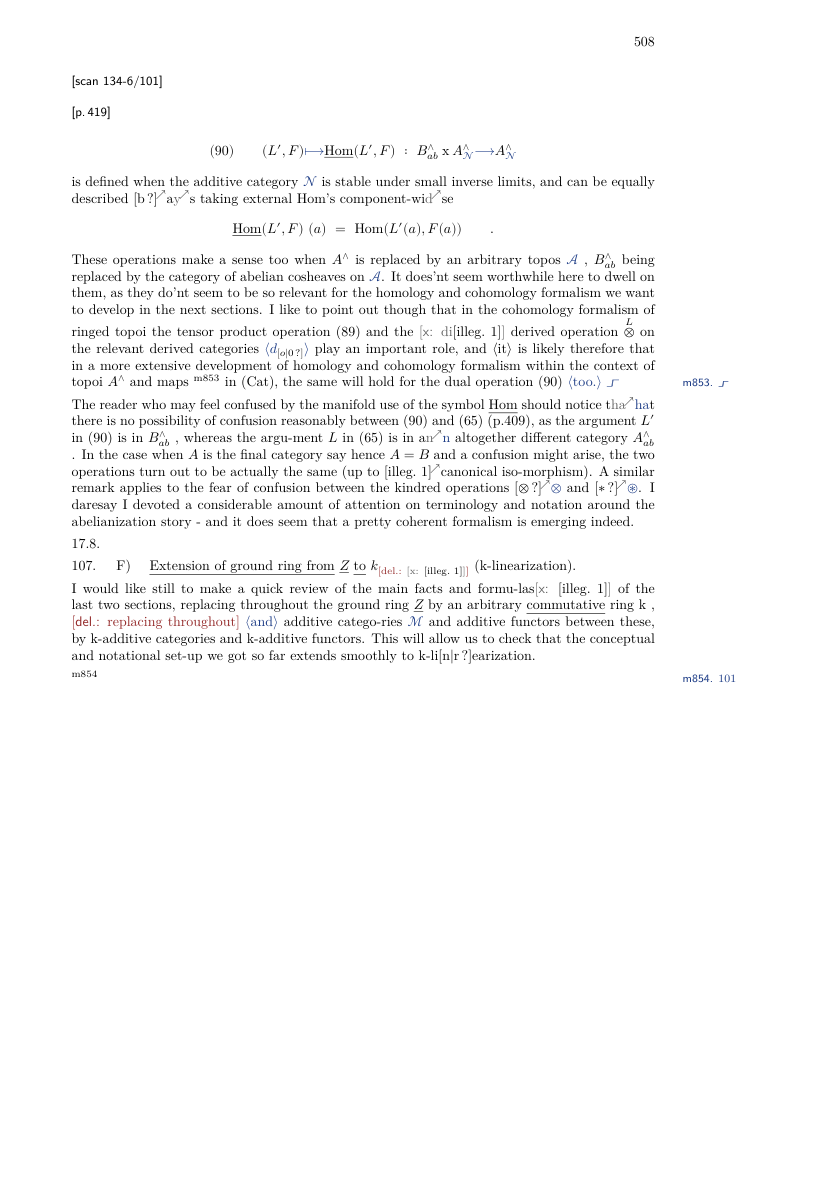 508
[scan 134-6/101]
[p. 419]
(90) (L′, F)⟼Hom(L′, F) : B^∧_ab x A^∧_𝒩 ⟶ A^∧_𝒩
is defined when the additive category 𝒩 is stable under small inverse limits, and can be equally
described [b ?]↗ay↗s taking external Hom's component-wid↗se
Hom(L′, F) (a) = Hom(L′(a), F(a)) .
These operations make a sense too when A^∧ is replaced by an arbitrary topos 𝒜 , B^∧_ab being
replaced by the category of abelian cosheaves on 𝒜. It does'nt seem worthwhile here to dwell on
them, as they do'nt seem to be so relevant for the homology and cohomology formalism we want
to develop in the next sections. I like to point out though that in the cohomology formalism of
ringed topoi the tensor product operation (89) and the [x: di[illeg. 1]] derived operation ⊗^L on
the relevant derived categories ⟨d_[o|0 ?]⟩ play an important role, and ⟨it⟩ is likely therefore that
in a more extensive development of homology and cohomology formalism within the context of
topoi A^∧ and maps m853 in (Cat), the same will hold for the dual operation (90) ⟨too.⟩ ⌐
m853. ⌐
The reader who may feel confused by the manifold use of the symbol Hom should notice tha↗hat
there is no possibility of confusion reasonably between (90) and (65) (p.409), as the argument L′
in (90) is in B^∧_ab , whereas the argu-ment L in (65) is in an↗n altogether different category A^∧_ab
. In the case when A is the final category say hence A = B and a confusion might arise, the two
operations turn out to be actually the same (up to [illeg. 1]↗canonical iso-morphism). A similar
remark applies to the fear of confusion between the kindred operations [⊗ ?]↗⊗ and [∗ ?]↗⊛. I
daresay I devoted a considerable amount of attention on terminology and notation around the
abelianization story - and it does seem that a pretty coherent formalism is emerging indeed.
17.8.
107. F) Extension of ground ring from Z to k_[del.: [x: [illeg. 1]]] (k-linearization).
I would like still to make a quick review of the main facts and formu-las[x: [illeg. 1]] of the
last two sections, replacing throughout the ground ring Z by an arbitrary commutative ring k ,
[del.: replacing throughout] ⟨and⟩ additive catego-ries ℳ and additive functors between these,
by k-additive categories and k-additive functors. This will allow us to check that the conceptual
and notational set-up we got so far extends smoothly to k-li[n|r ?]earization.
m854
m854. 101